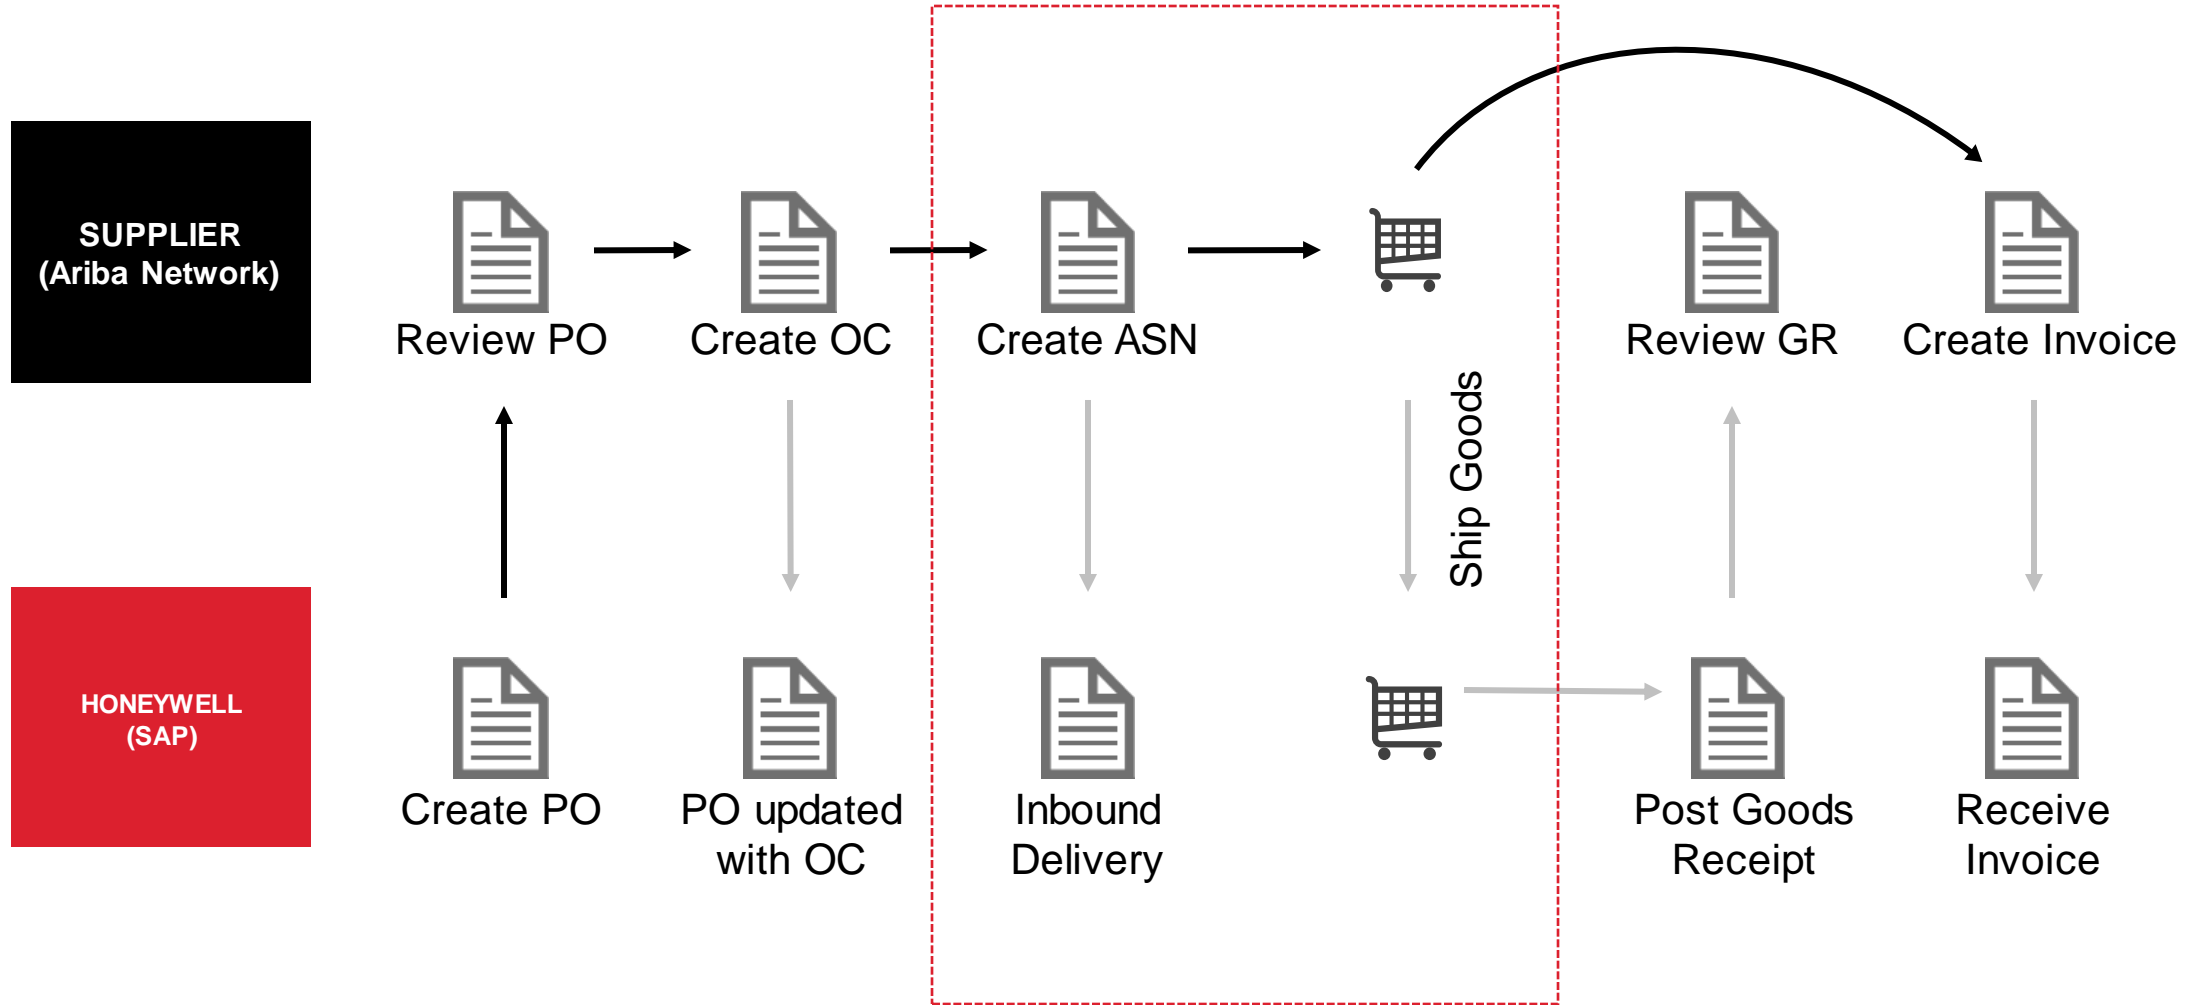 SUPPLIER
(Ariba Network)
Review PO
Create OC
Create ASN
Ship Goods
Review GR
Create Invoice
HONEYWELL
(SAP)
Create PO
PO updated
with OC
Inbound
Delivery
Post Goods
Receipt
Receive
Invoice